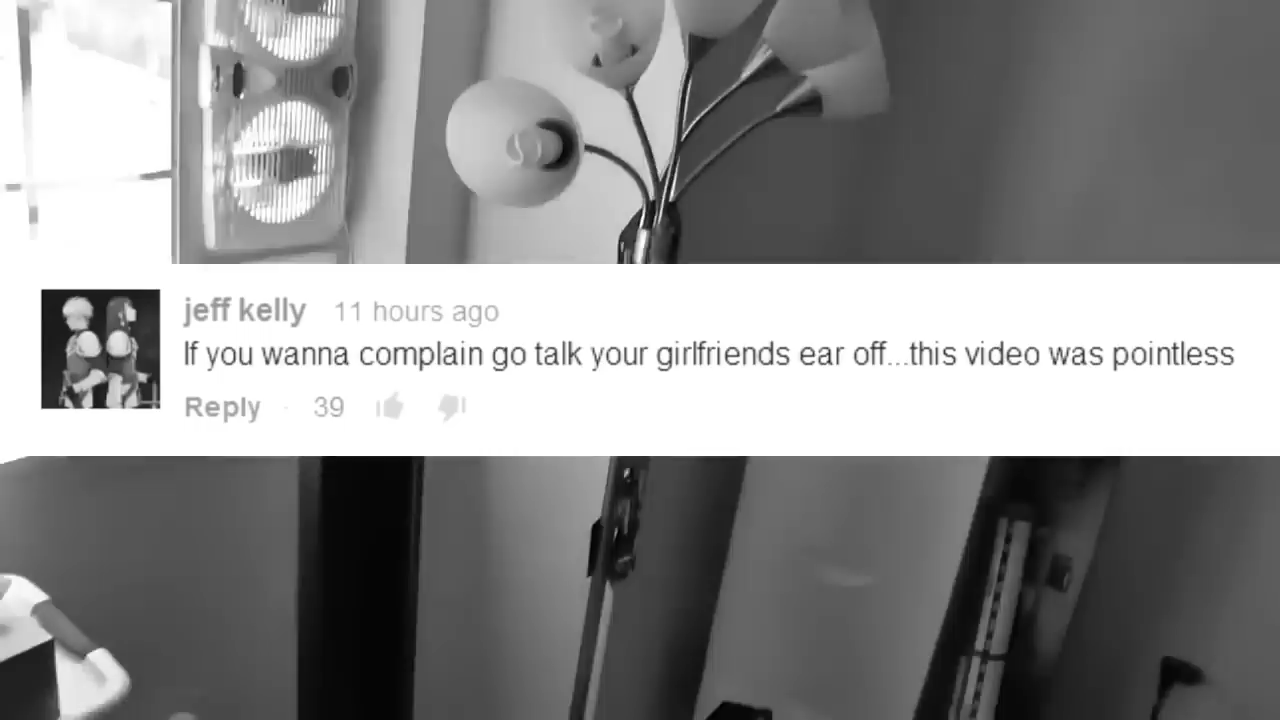 jeff kelly 11 hours ago
If you wanna complain go talk your girlfriends ear off...this video was pointless
Reply · 39